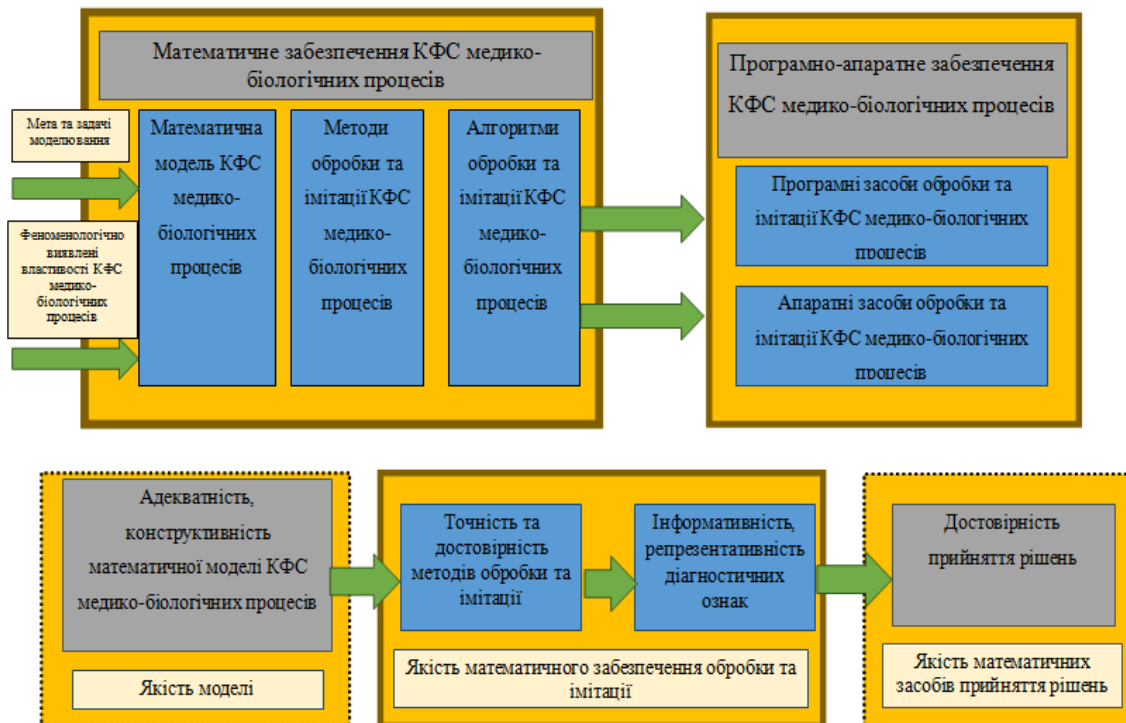 Математичне забезпечення КФС медико-
біологічних процесів
Мета та задачі
моделювання
Феноменологічно
виявлені
властивості КФС
медико-
біологічних
процесів
Математична
модель КФС
медико-
біологічних
процесів
Методи
обробки та
імітації КФС
медико-
біологічних
процесів
Алгоритми
обробки та
імітації КФС
медико-
біологічних
процесів
Програмно-апаратне забезпечення
КФС медико-біологічних процесів
Програмні засоби обробки та
імітації КФС медико-біологічних
процесів
Апаратні засоби обробки та
імітації КФС медико-біологічних
процесів
Адекватність,
конструктивність
математичної моделі КФС
медико-біологічних процесів
Якість моделі
Точність та
достовірність
методів обробки та
імітації
Інформативність,
репрезентативність
діагностичних
ознак
Якість математичного забезпечення обробки та
імітації
Достовірність
прийняття рішень
Якість математичних
засобів прийняття рішень